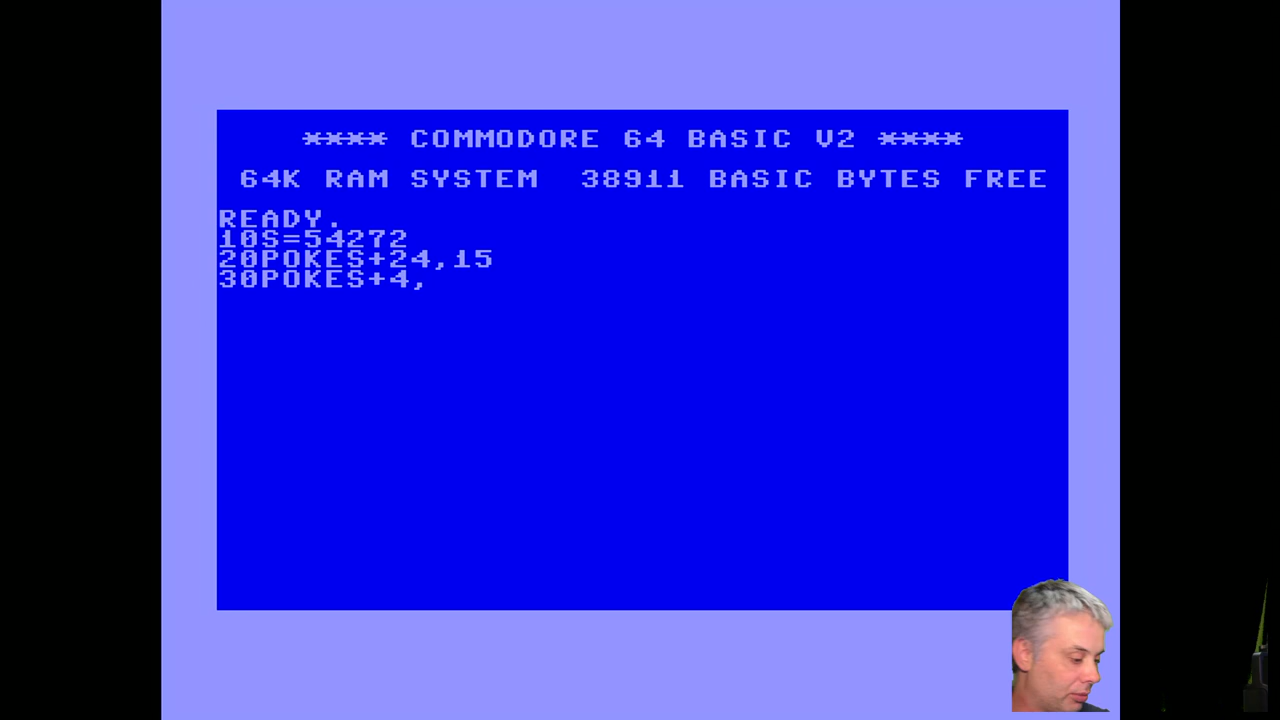 **** COMMODORE 64 BASIC V2 ****
64K RAM SYSTEM  38911 BASIC BYTES FREE
READY.
10S=54272
20POKES+24,15
30POKES+4,